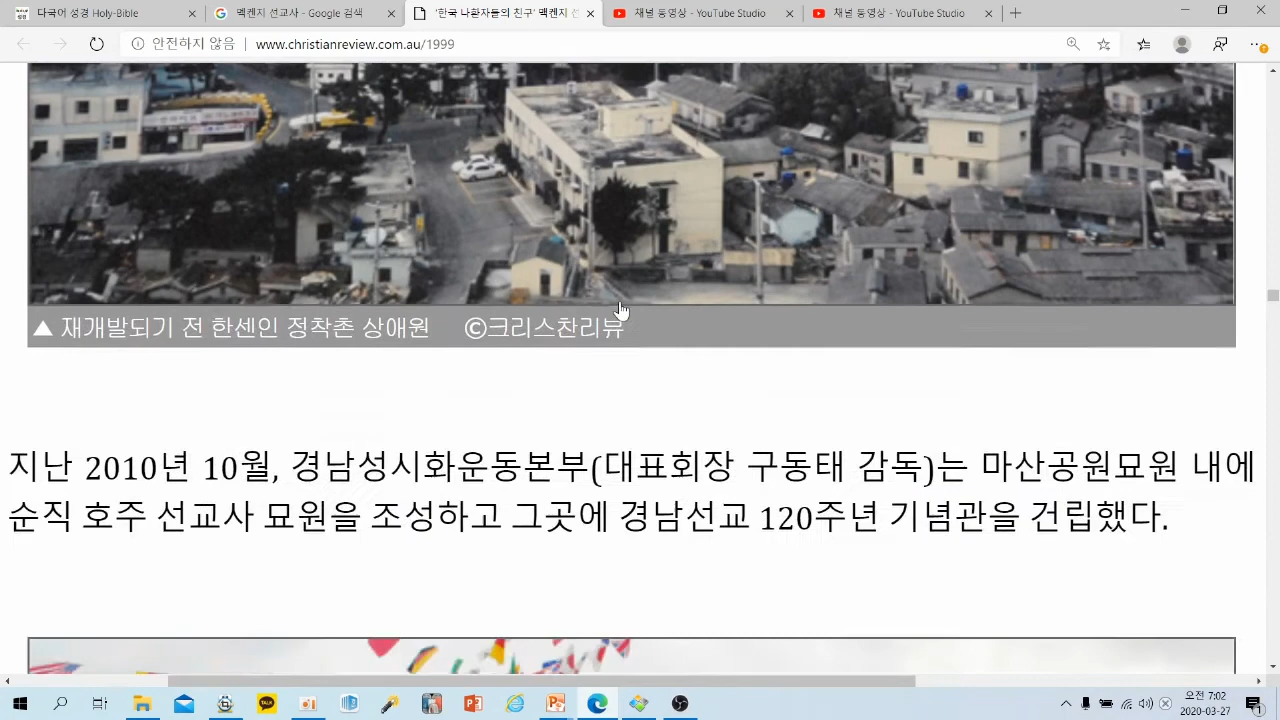 다국어 성경 Holybible
멕켄지 선교사 - Google 검색
'한국 나환자들의 친구' 멕켄지 선
채널 동영상 - YouTube Studio
채널 동영상 - YouTube Studio
안전하지 않음
www.christianreview.com.au/1999
▲ 재개발되기 전 한센인 정착촌 상애원 ©크리스찬리뷰
지난 2010년 10월, 경남성시화운동본부(대표회장 구동태 감독)는 마산공원묘원 내에
순직 호주 선교사 묘원을 조성하고 그곳에 경남선교 120주년 기념관을 건립했다.
TALK
오전 7:02
2020-03-27